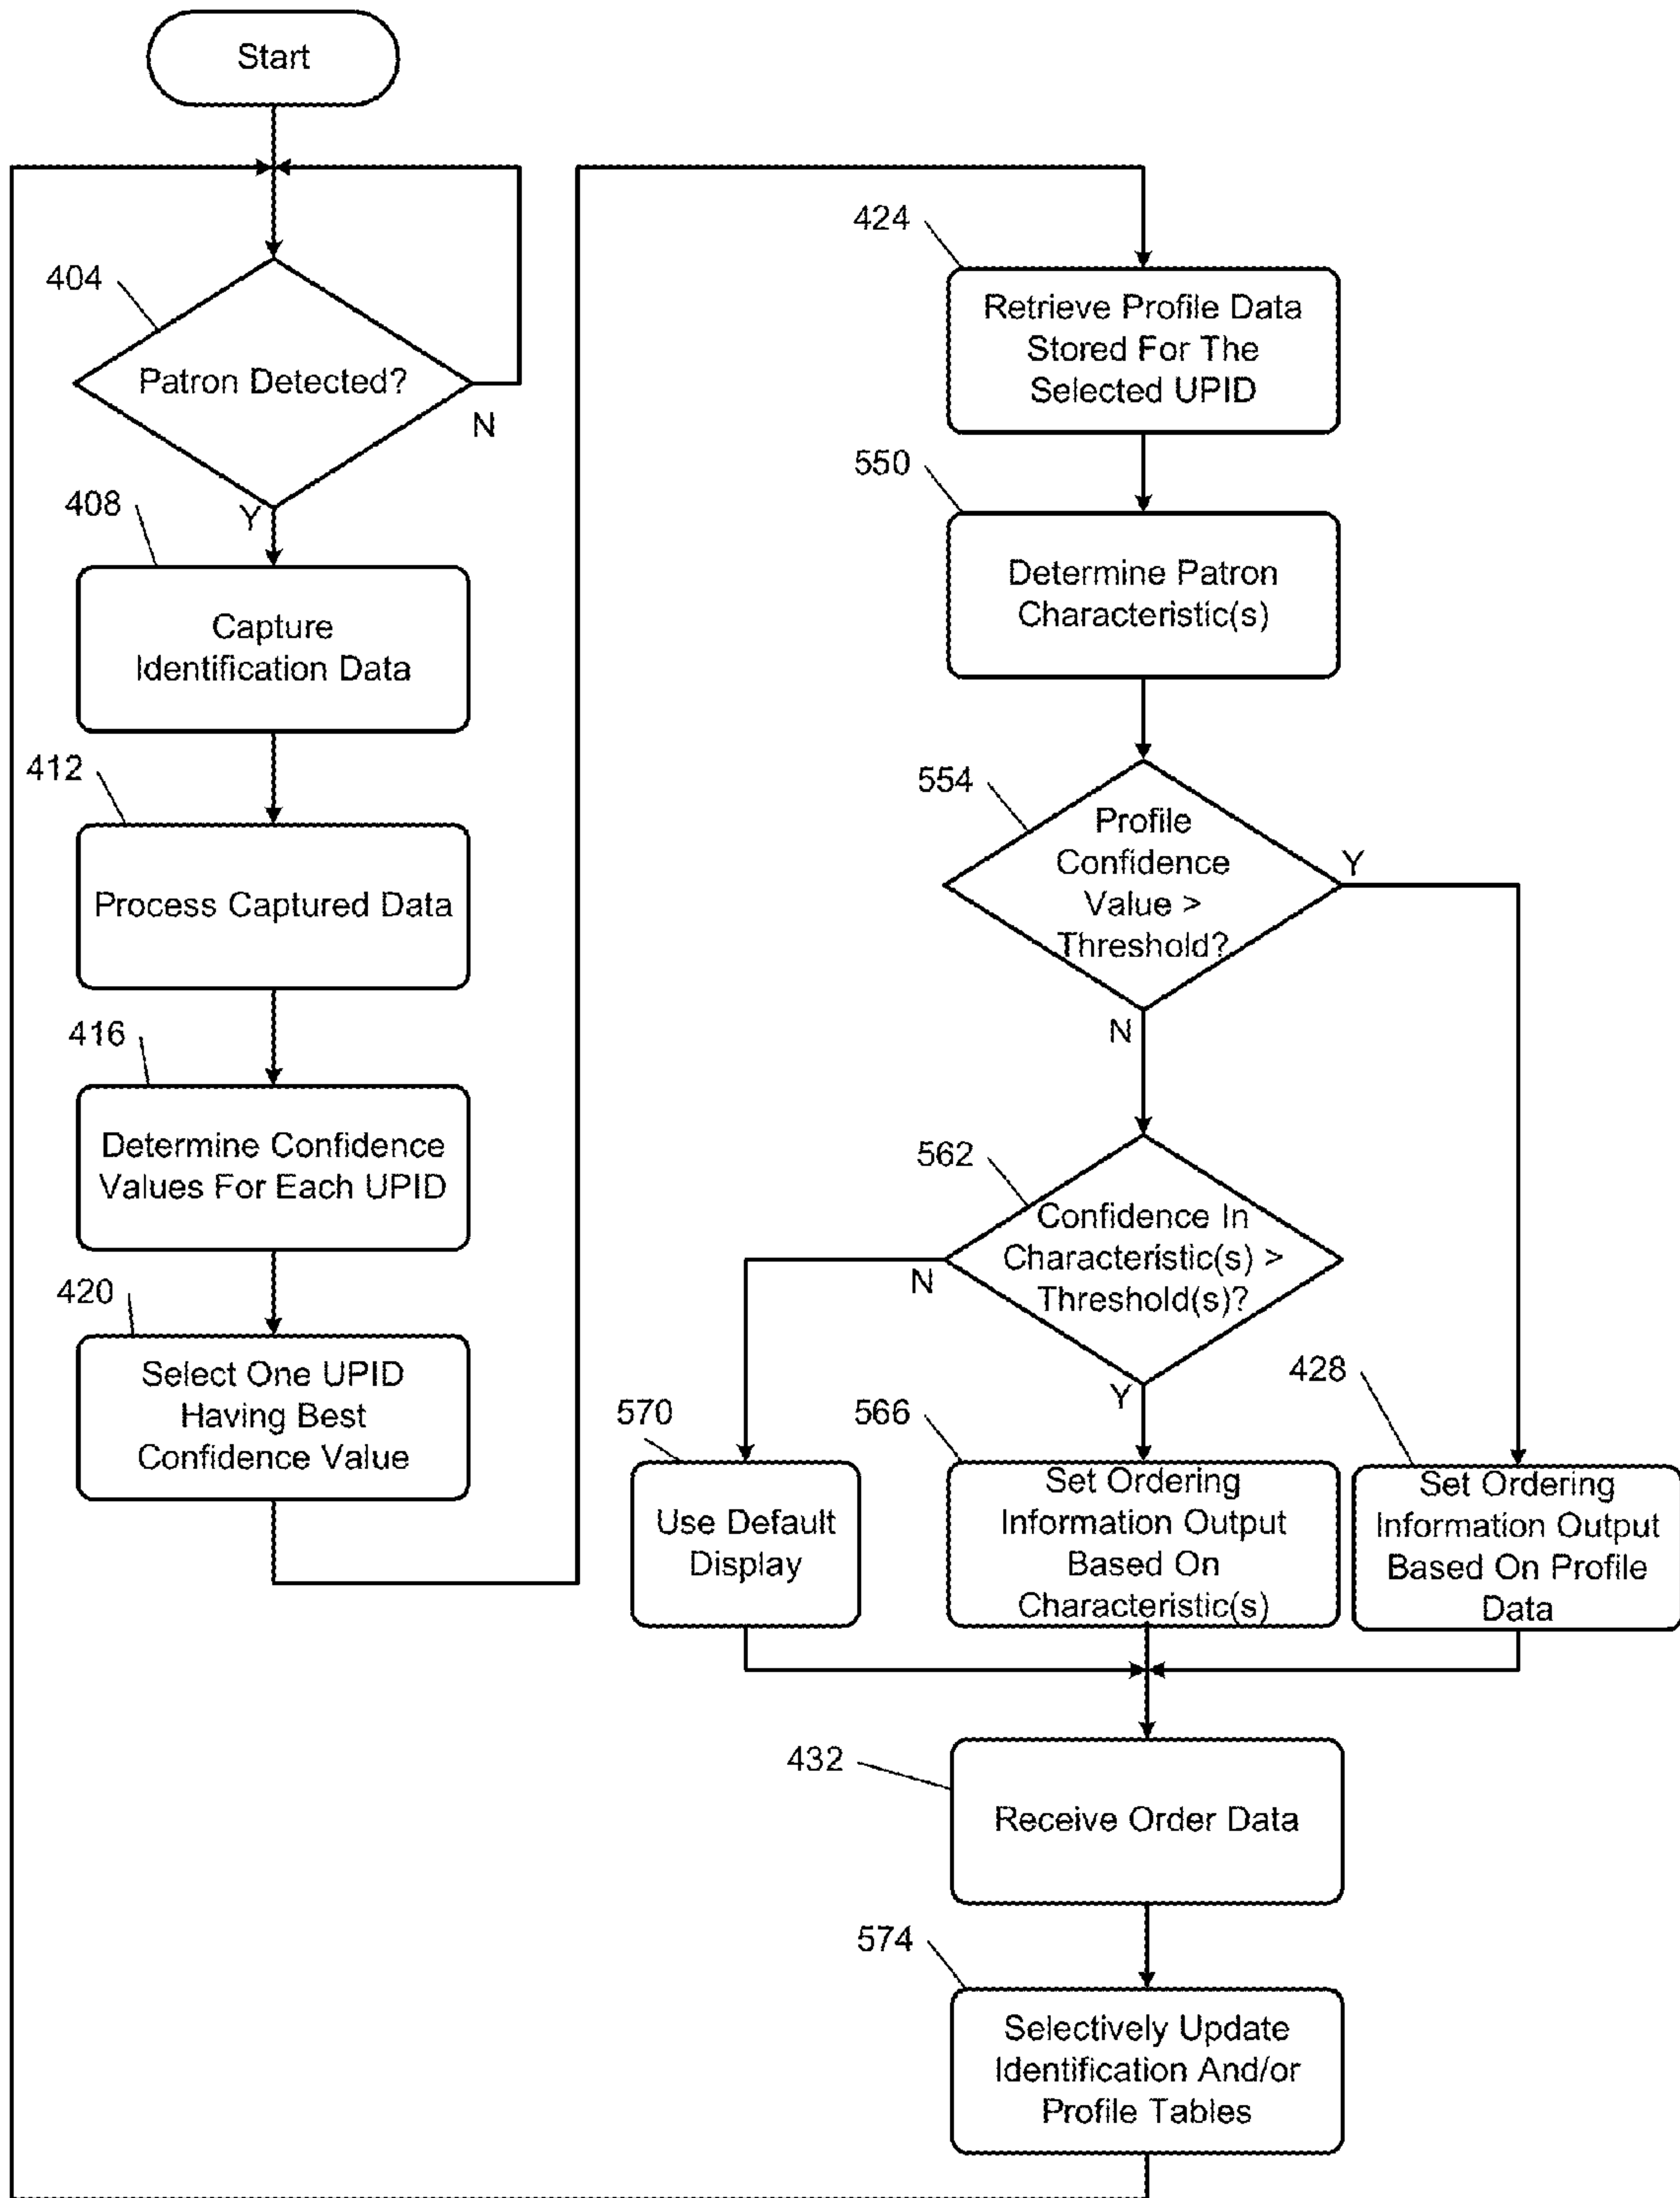 Start
404
Patron Detected?
N
Y
408
Capture
Identification Data
412
Process Captured Data
416
Determine Confidence
Values For Each UPID
420
Select One UPID
Having Best
Confidence Value
424
Retrieve Profile Data
Stored For The
Selected UPID
550
Determine Patron
Characteristic(s)
554
Profile
Confidence
Value >
Threshold?
Y
N
562
Confidence In
Characteristic(s) >
Threshold(s)?
N
Y
570
Use Default
Display
566
Set Ordering
Information Output
Based On
Characteristic(s)
428
Set Ordering
Information Output
Based On Profile
Data
432
Receive Order Data
574
Selectively Update
Identification And/or
Profile Tables